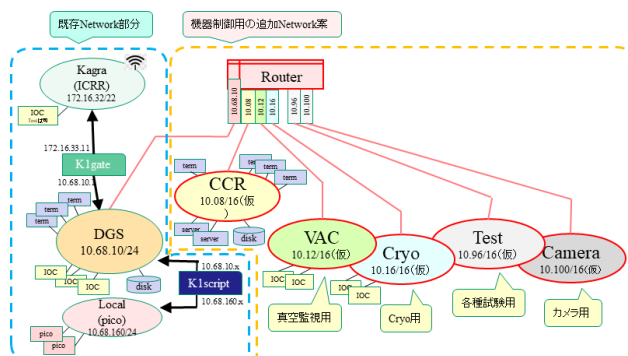 既存Network部分
機器制御用の追加Network案
Kagra
(ICRR)
172.16.32/22
IOC
Router
10.68.10
10.08
10.12
10.16
10.96
10.100
172.16.33.11
K1gate
10.68.10.1
term
term
term
DGS
10.68.10/24
IOC
IOC
IOC
disk
term
term
term
CCR
10.08/16(仮
)
server
server
disk
VAC
10.12/16(仮)
IOC
IOC
真空監視用
Cryo
10.16/16(仮)
IOC
IOC
Cryo用
Test
10.96/16(仮)
各種試験用
Camera
10.100/16(仮)
カメラ用
10.68.10.x
K1script
10.68.160.x
Local
(pico)
10.68.160/24
pico
pico